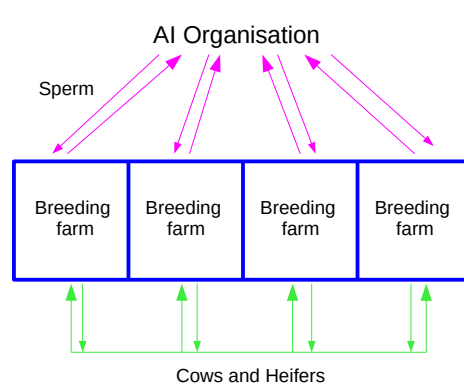 AI Organisation
Sperm
Breeding farm
Breeding farm
Breeding farm
Breeding farm
Cows and Heifers